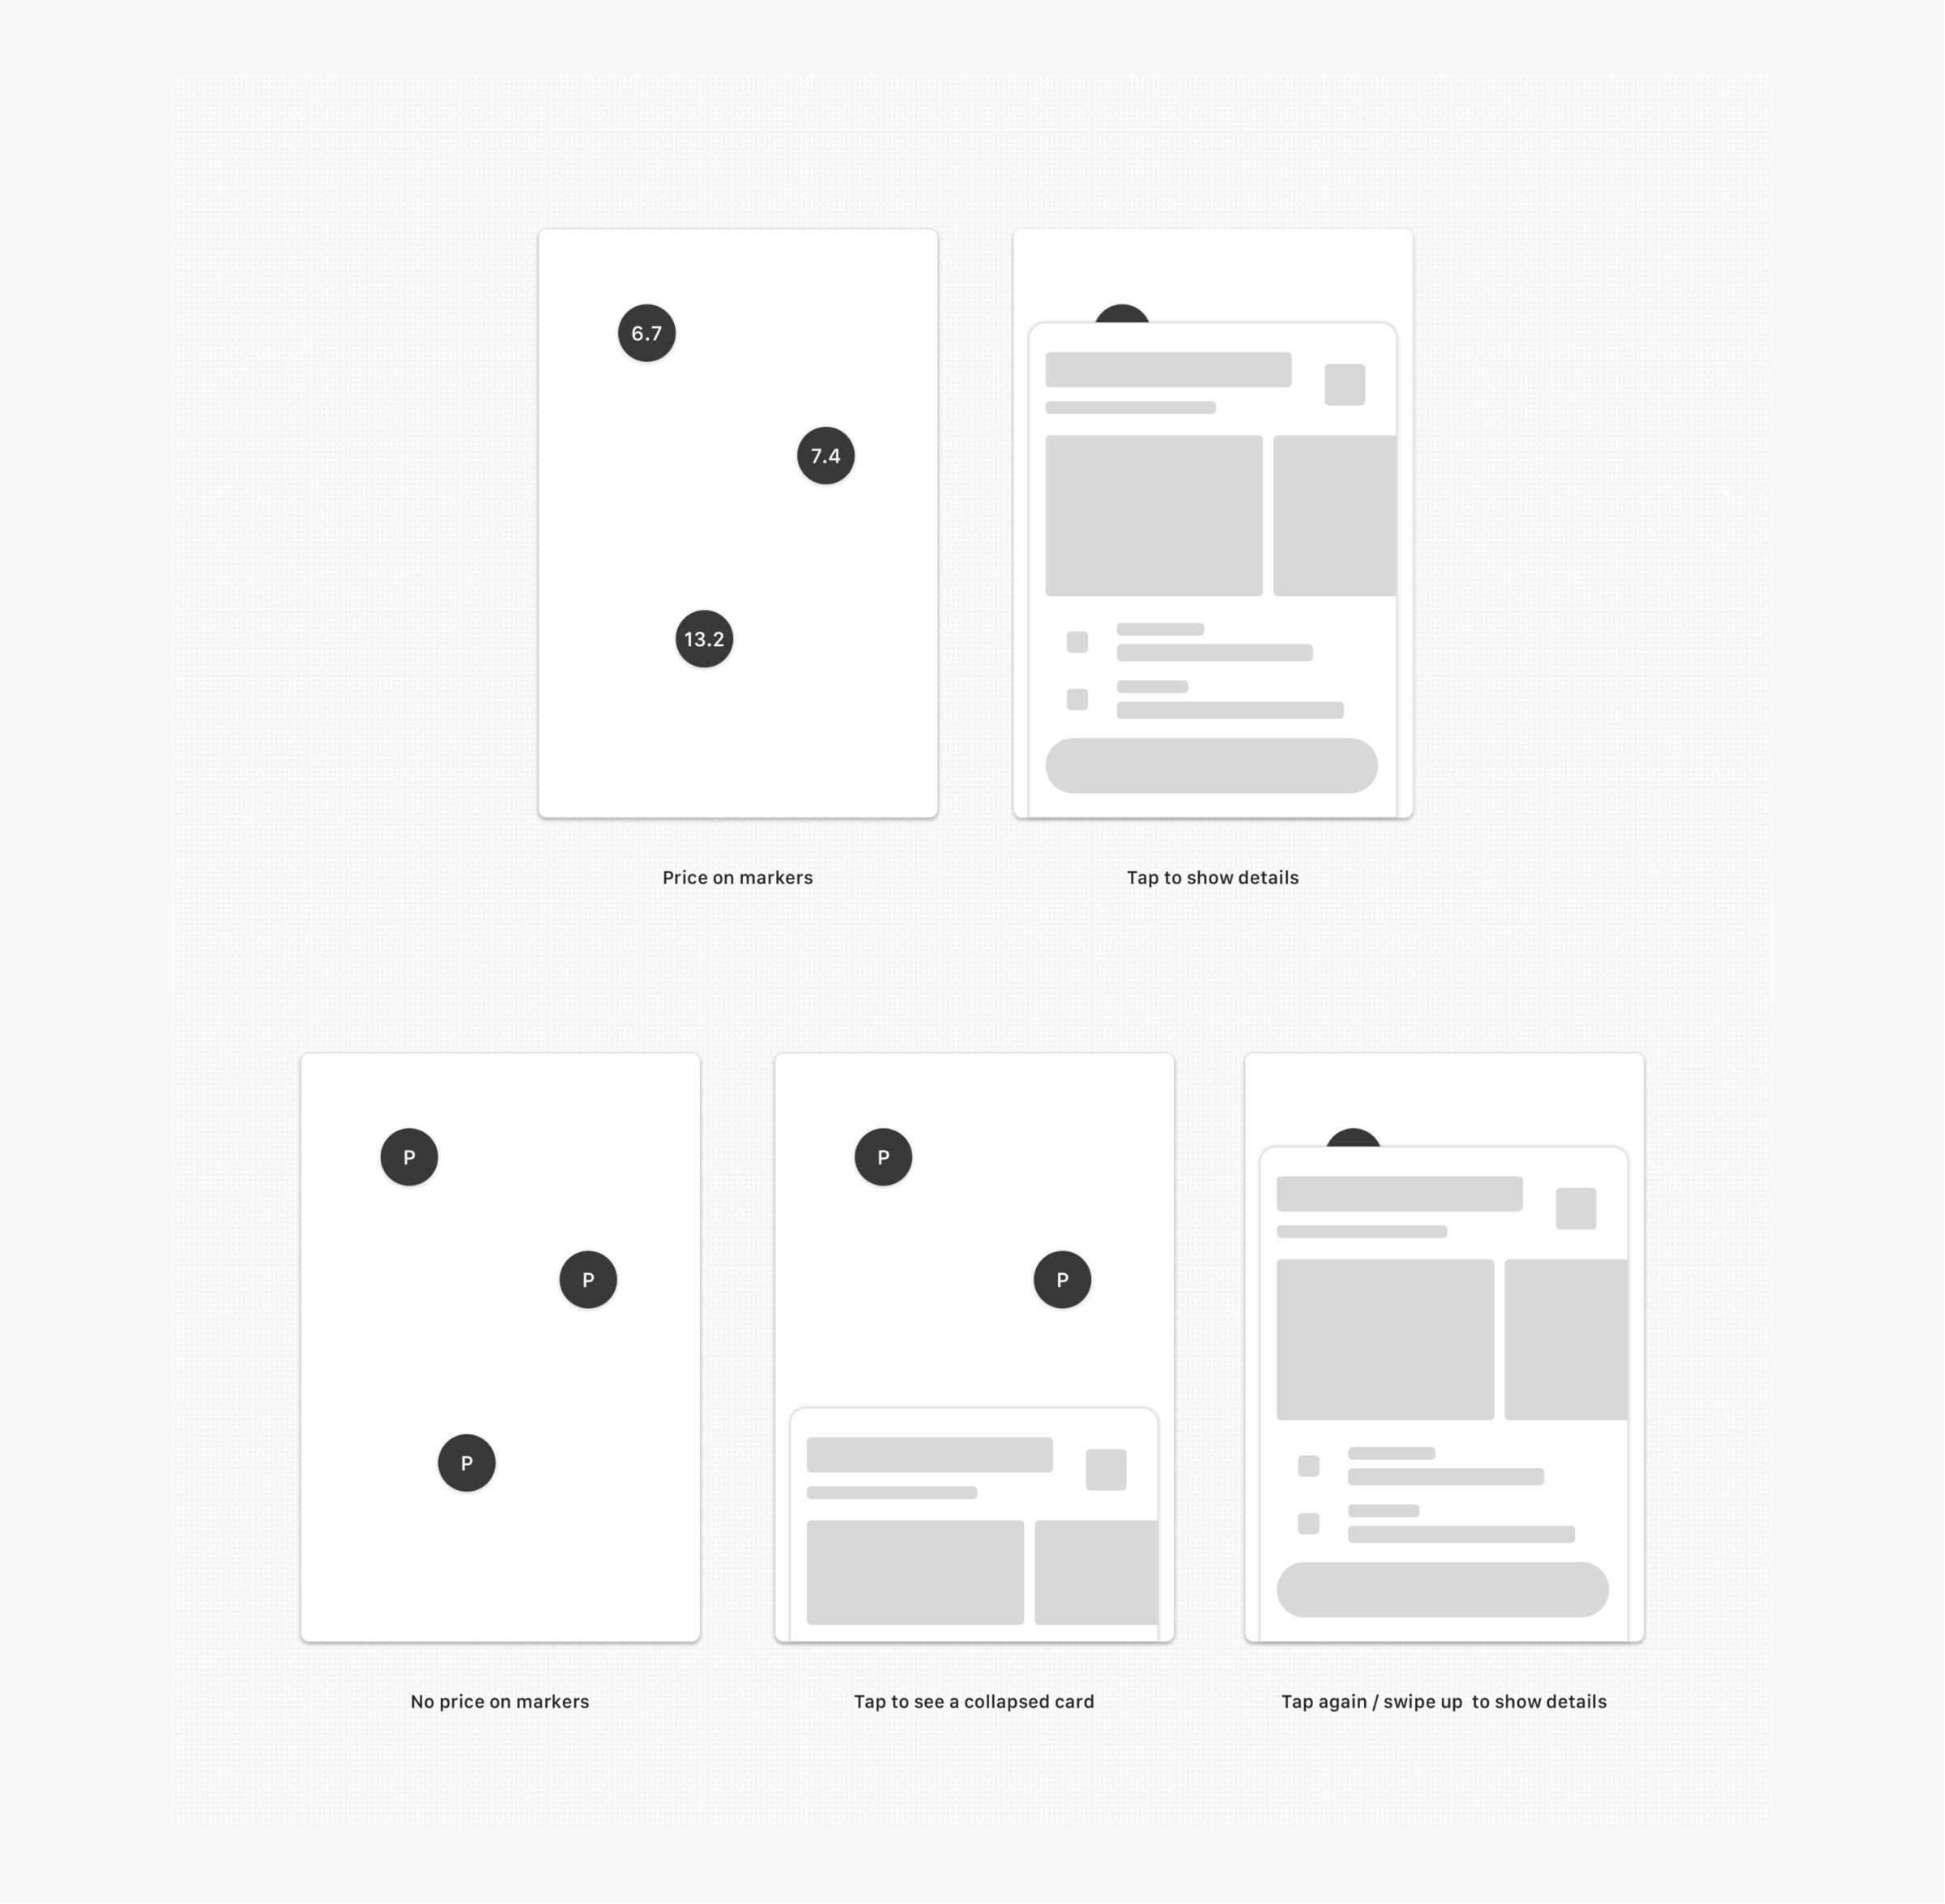 6.7
7.4
13.2
Price on markers
Tap to show details
P
P
P
P
P
No price on markers
Tap to see a collapsed card
Tap again / swipe up  to show details